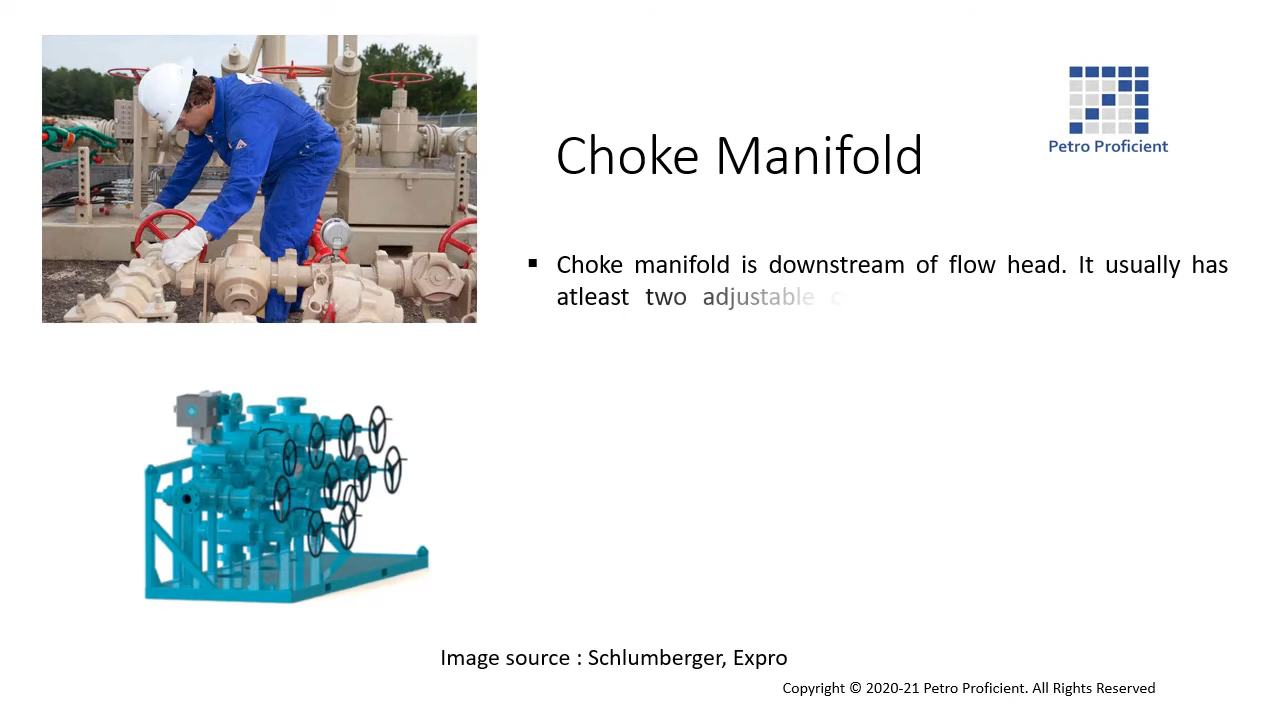 Petro Proficient
Choke Manifold
▪ Choke manifold is downstream of flow head. It usually has
atleast two adjustable
Image source : Schlumberger, Expro
Copyright © 2020-21 Petro Proficient. All Rights Reserved